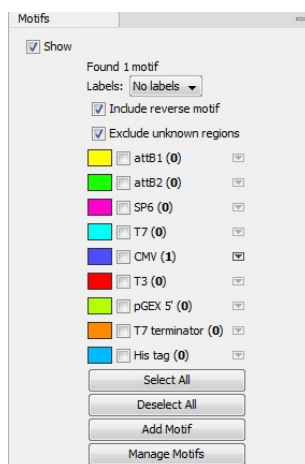 Motifs
Show
Found 1 motif
Labels: No labels
Include reverse motif
Exclude unknown regions
attB1 (0)
attB2 (0)
SP6 (0)
T7 (0)
CMV (1)
T3 (0)
pGEX 5' (0)
T7 terminator (0)
His tag (0)
Select All
Deselect All
Add Motif
Manage Motifs